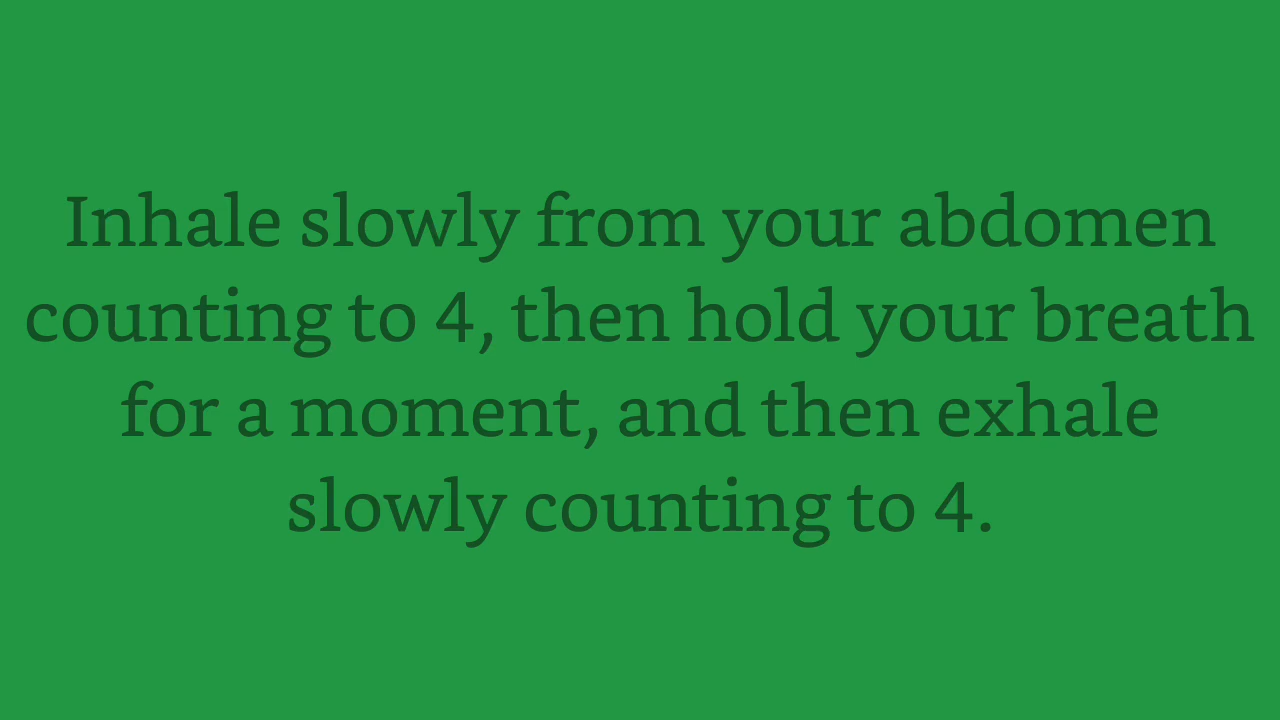 Inhale slowly from your abdomen
counting to 4, then hold your breath
for a moment, and then exhale
slowly counting to 4.